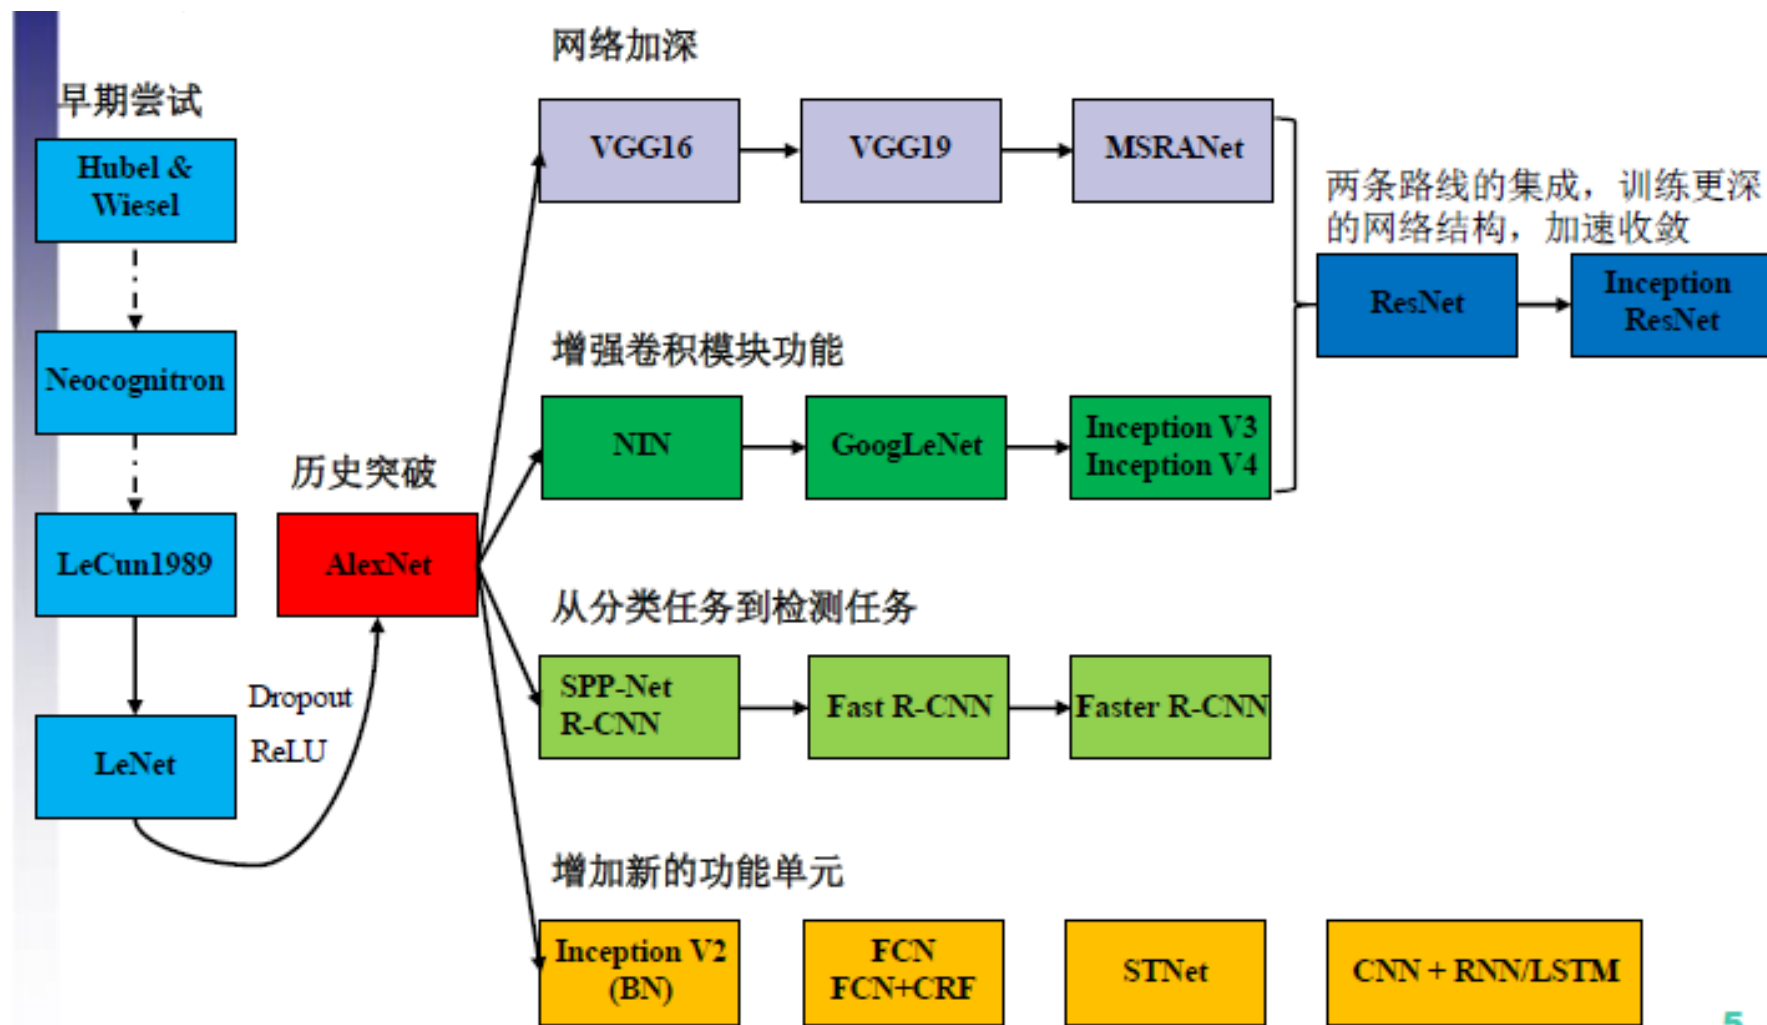 早期尝试
Hubel &
Wiesel
Neocognitron
LeCun1989
LeNet
Dropout
ReLU
历史突破
AlexNet
网络加深
VGG16
VGG19
MSRANet
增强卷积模块功能
NIN
GoogLeNet
Inception V3
Inception V4
两条路线的集成，训练更深
的网络结构，加速收敛
ResNet
Inception
ResNet
从分类任务到检测任务
SPP-Net
R-CNN
Fast R-CNN
Faster R-CNN
增加新的功能单元
Inception V2
(BN)
FCN
FCN+CRF
STNet
CNN + RNN/LSTM
5